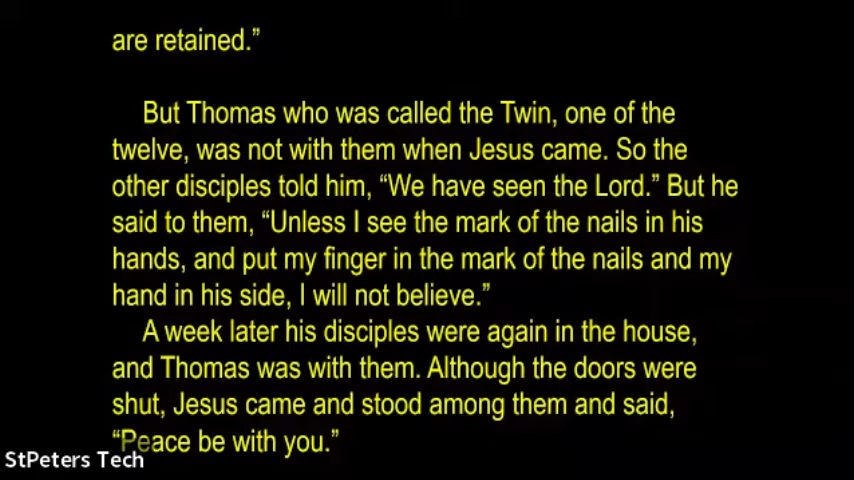 are retained.”
But Thomas who was called the Twin, one of the
twelve, was not with them when Jesus came. So the
other disciples told him, “We have seen the Lord.” But he
said to them, “Unless I see the mark of the nails in his
hands, and put my finger in the mark of the nails and my
hand in his side, I will not believe.”
A week later his disciples were again in the house,
and Thomas was with them. Although the doors were
shut, Jesus came and stood among them and said,
“Peace be with you.”
StPeters Tech